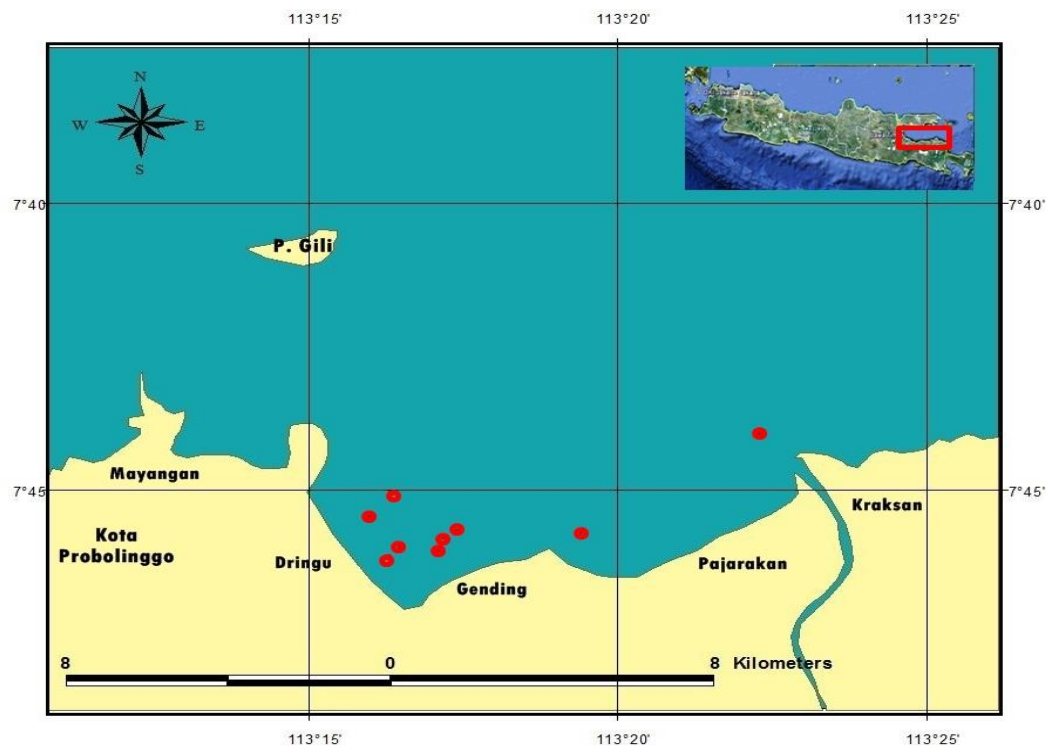 113°15'
113°20'
113°25'
N
W
E
S
7°40'
7°40'
P. Gili
Mayangan
7°45'
7°45'
Kraksan
Kota
Probolinggo
Dringu
Pajarakan
Gending
8
0
8 Kilometers
113°15'
113°20'
113°25'